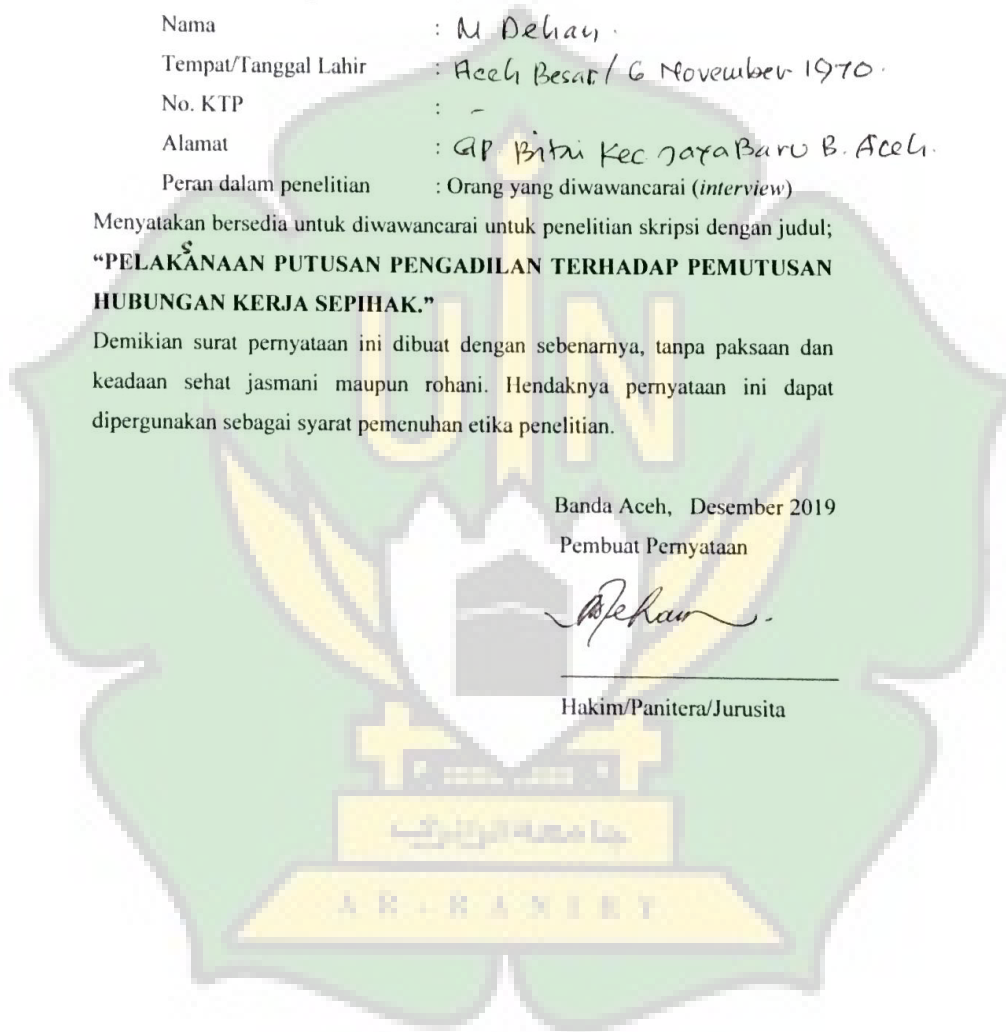 Nama : M Dehan.
Tempat/Tanggal Lahir : Aceh Besar / 6 November 1970.
No. KTP : -
Alamat : GP Bitai Kec Jaya Baru B. Aceh.
Peran dalam penelitian : Orang yang diwawancarai (interview)
Menyatakan bersedia untuk diwawancarai untuk penelitian skripsi dengan judul;
“PELAKSANAAN PUTUSAN PENGADILAN TERHADAP PEMUTUSAN
HUBUNGAN KERJA SEPIHAK.”
Demikian surat pernyataan ini dibuat dengan sebenarnya, tanpa paksaan dan
keadaan sehat jasmani maupun rohani. Hendaknya pernyataan ini dapat
dipergunakan sebagai syarat pemenuhan etika penelitian.
Banda Aceh, Desember 2019
Pembuat Pernyataan
Hakim/Panitera/Jurusita
UIN
جامعة الرانيري
AR-RANIRY